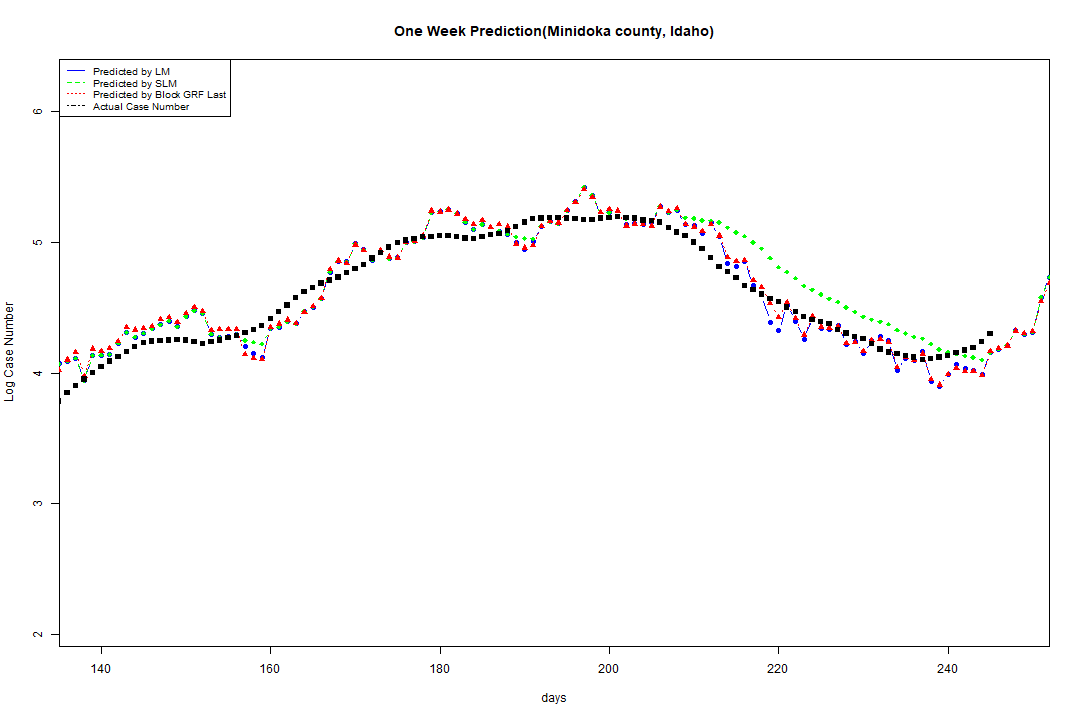 One Week Prediction(Minidoka county, Idaho)
Predicted by LM
Predicted by SLM
Predicted by Block GRF Last
Actual Case Number
Log Case Number
6
5
4
3
2
140 160 180 200 220 240
days